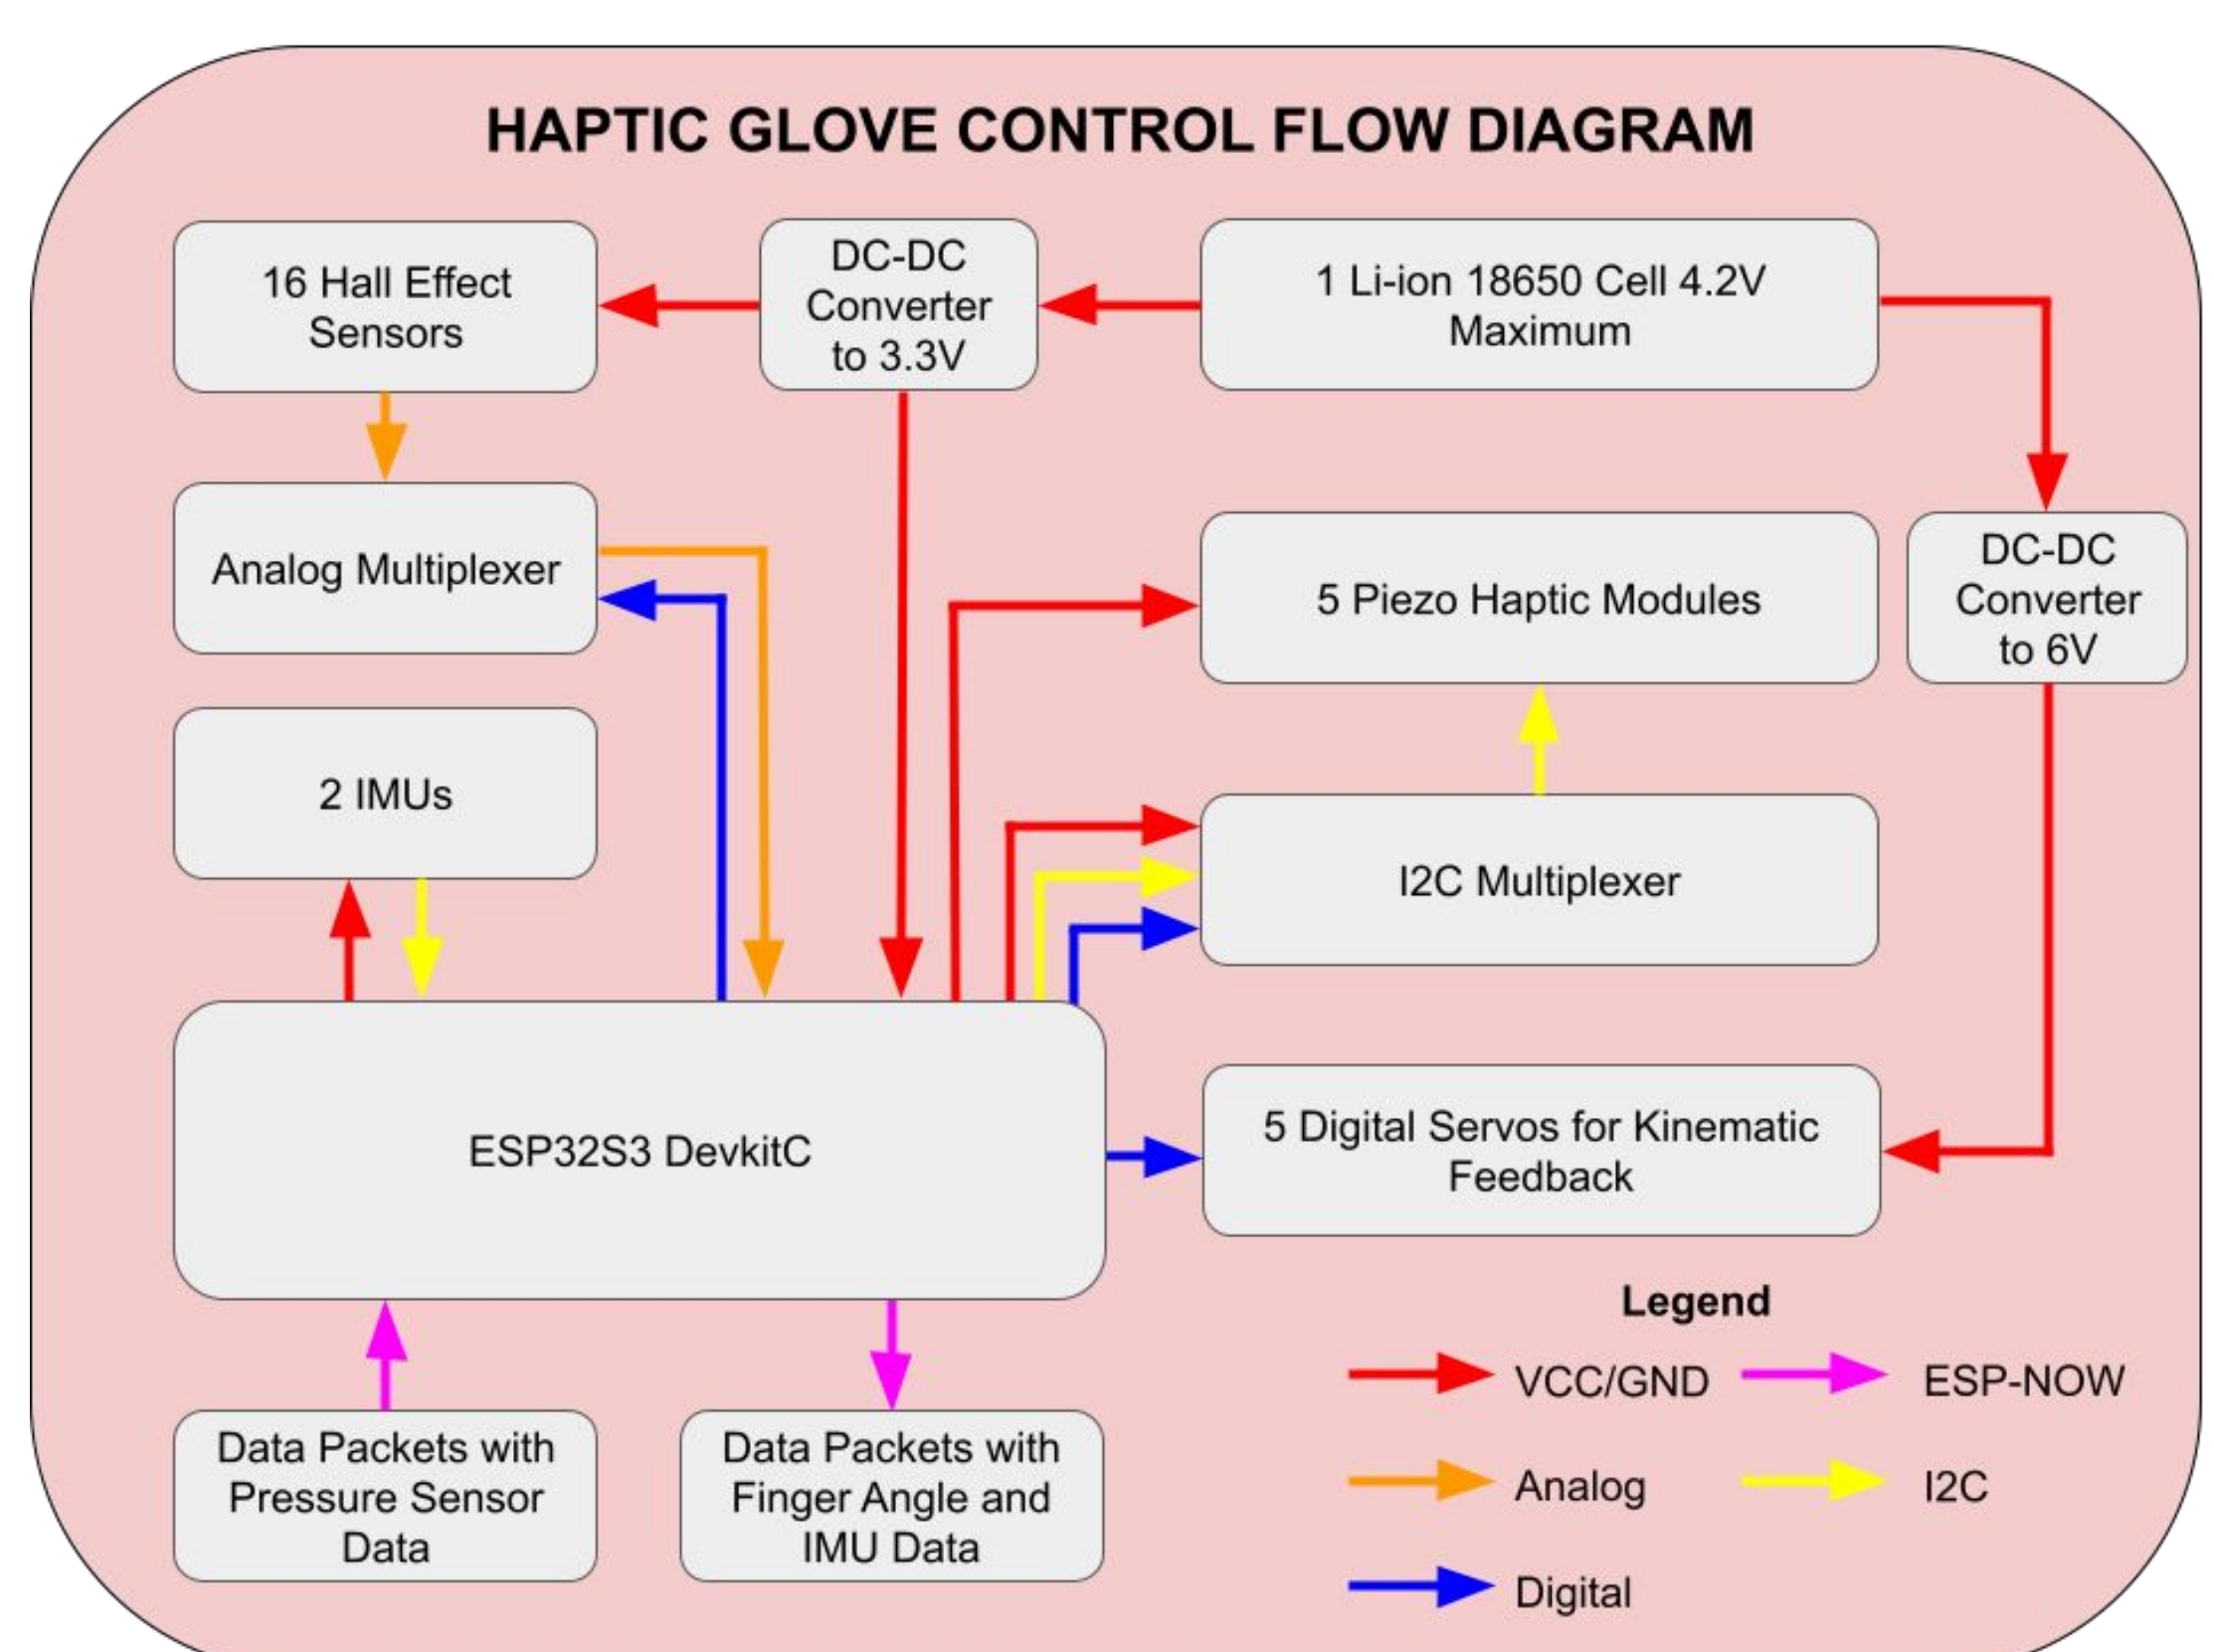 HAPTIC GLOVE CONTROL FLOW DIAGRAM
16 Hall Effect
Sensors
DC-DC
Converter
to 3.3V
1 Li-ion 18650 Cell 4.2V
Maximum
Analog Multiplexer
5 Piezo Haptic Modules
DC-DC
Converter
to 6V
2 IMUs
I2C Multiplexer
ESP32S3 DevkitC
5 Digital Servos for Kinematic
Feedback
Data Packets with
Pressure Sensor
Data
Data Packets with
Finger Angle and
IMU Data
Legend
VCC/GND
ESP-NOW
Analog
I2C
Digital